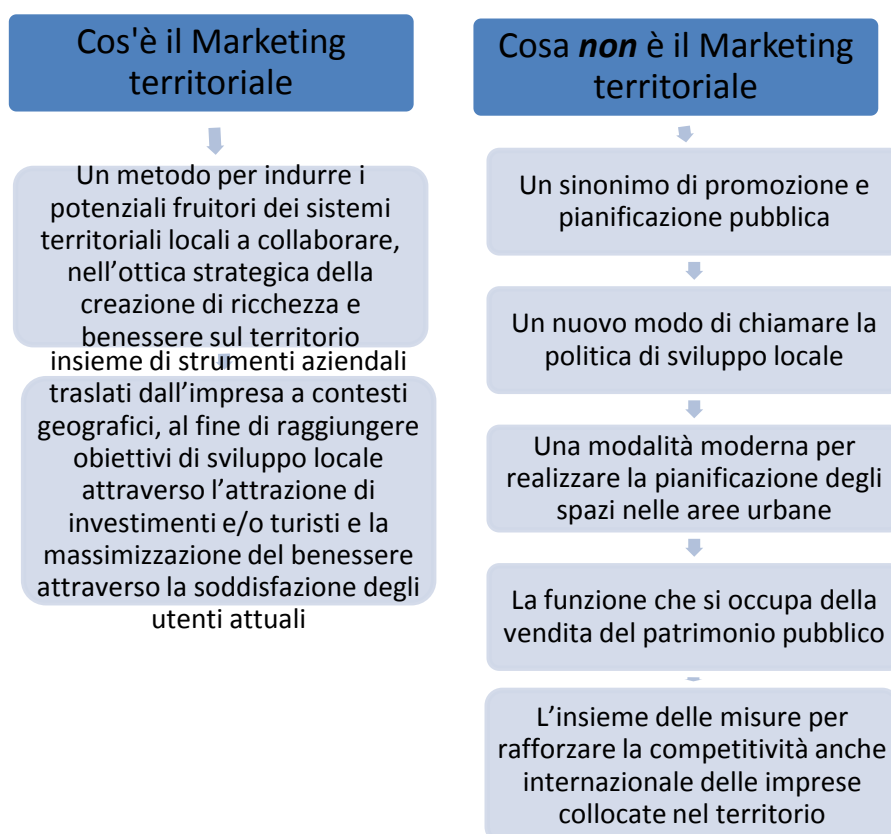 Cos'è il Marketing
territoriale
Un metodo per indurre i
potenziali fruitori dei sistemi
territoriali locali a collaborare,
nell’ottica strategica della
creazione di ricchezza e
benessere sul territorio
insieme di strumenti aziendali
traslati dall’impresa a contesti
geografici, al fine di raggiungere
obiettivi di sviluppo locale
attraverso l’attrazione di
investimenti e/o turisti e la
massimizzazione del benessere
attraverso la soddisfazione degli
utenti attuali
Cosa non è il Marketing
territoriale
Un sinonimo di promozione e
pianificazione pubblica
Un nuovo modo di chiamare la
politica di sviluppo locale
Una modalità moderna per
realizzare la pianificazione degli
spazi nelle aree urbane
La funzione che si occupa della
vendita del patrimonio pubblico
L’insieme delle misure per
rafforzare la competitività anche
internazionale delle imprese
collocate nel territorio